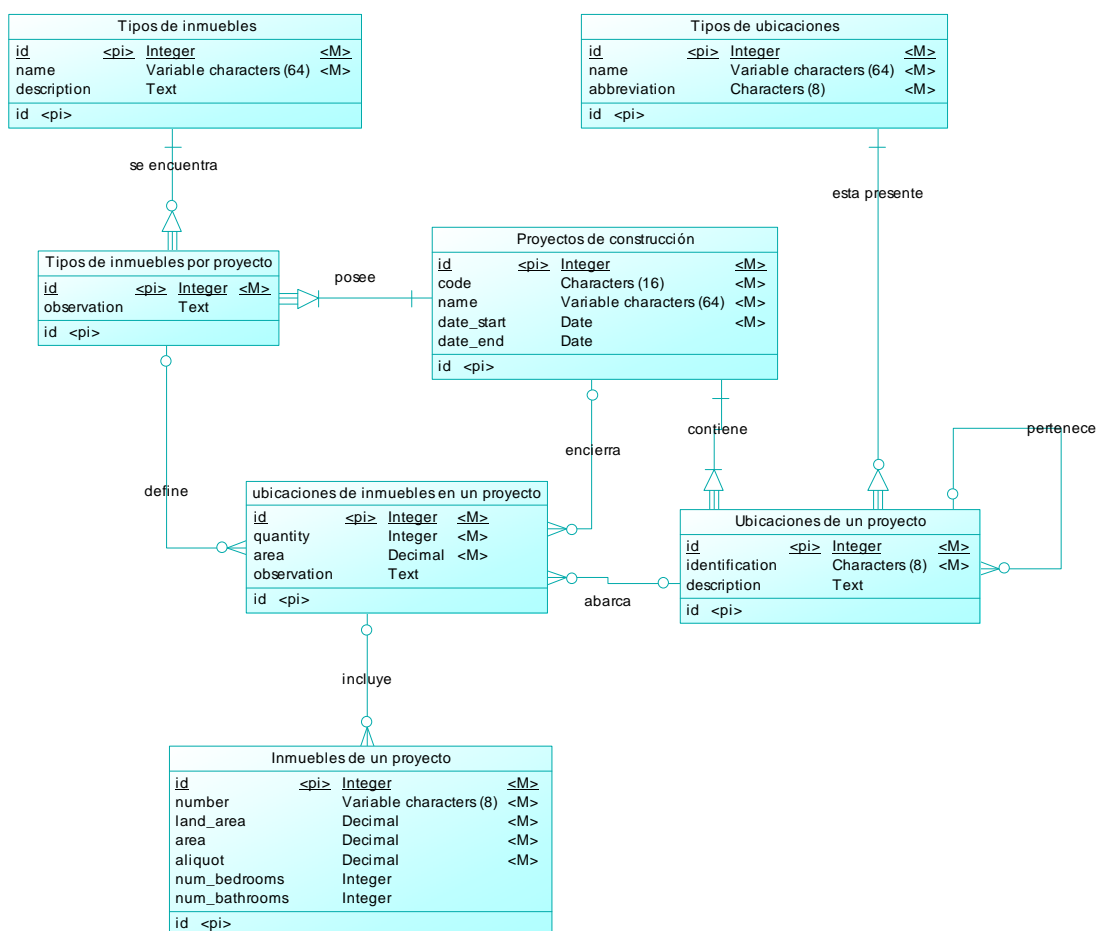 Tipos de inmuebles
id <pi> Integer <M>
name Variable characters (64) <M>
description Text
id <pi>
Tipos de ubicaciones
id <pi> Integer <M>
name Variable characters (64) <M>
abbreviation Characters (8) <M>
id <pi>
se encuentra
esta presente
Tipos de inmuebles por proyecto
id <pi> Integer <M>
observation Text
id <pi>
posee
Proyectos de construcción
id <pi> Integer <M>
code Characters (16) <M>
name Variable characters (64) <M>
date_start Date <M>
date_end Date
id <pi>
contiene
pertenece
encierra
define
ubicaciones de inmuebles en un proyecto
id <pi> Integer <M>
quantity Integer <M>
area Decimal <M>
observation Text
id <pi>
Ubicaciones de un proyecto
id <pi> Integer <M>
identification Characters (8) <M>
description Text
id <pi>
abarca
incluye
Inmuebles de un proyecto
id <pi> Integer <M>
number Variable characters (8) <M>
land_area Decimal <M>
area Decimal <M>
aliquot Decimal <M>
num_bedrooms Integer
num_bathrooms Integer
id <pi>